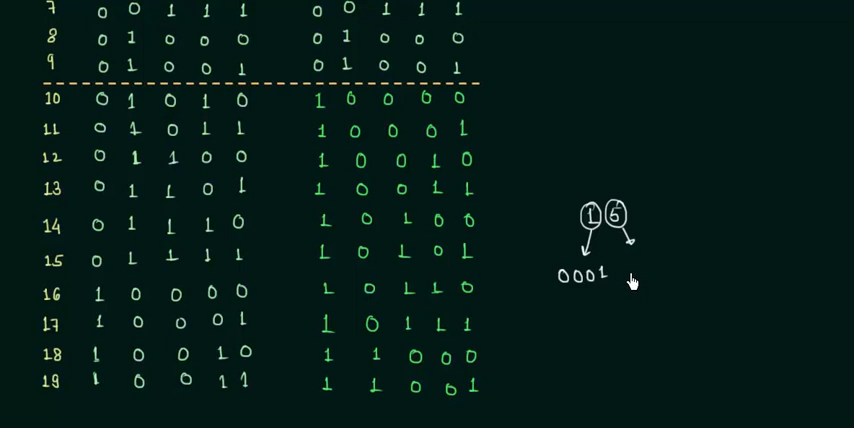 7 0 0 1 1 1 0 0 1 1 1
8 0 1 0 0 0 0 1 0 0 0
9 0 1 0 0 1 0 1 0 0 1
10 0 1 0 1 0 1 0 0 0 0
11 0 1 0 1 1 1 0 0 0 1
12 0 1 1 0 0 1 0 0 1 0
13 0 1 1 0 1 1 0 0 1 1
14 0 1 1 1 0 1 0 1 0 0
15 0 1 1 1 1 1 0 1 0 1
16 1 0 0 0 0 1 0 1 1 0
17 1 0 0 0 1 1 0 1 1 1
18 1 0 0 1 0 1 1 0 0 0
19 1 0 0 1 1 1 1 0 0 1
1 5
0001